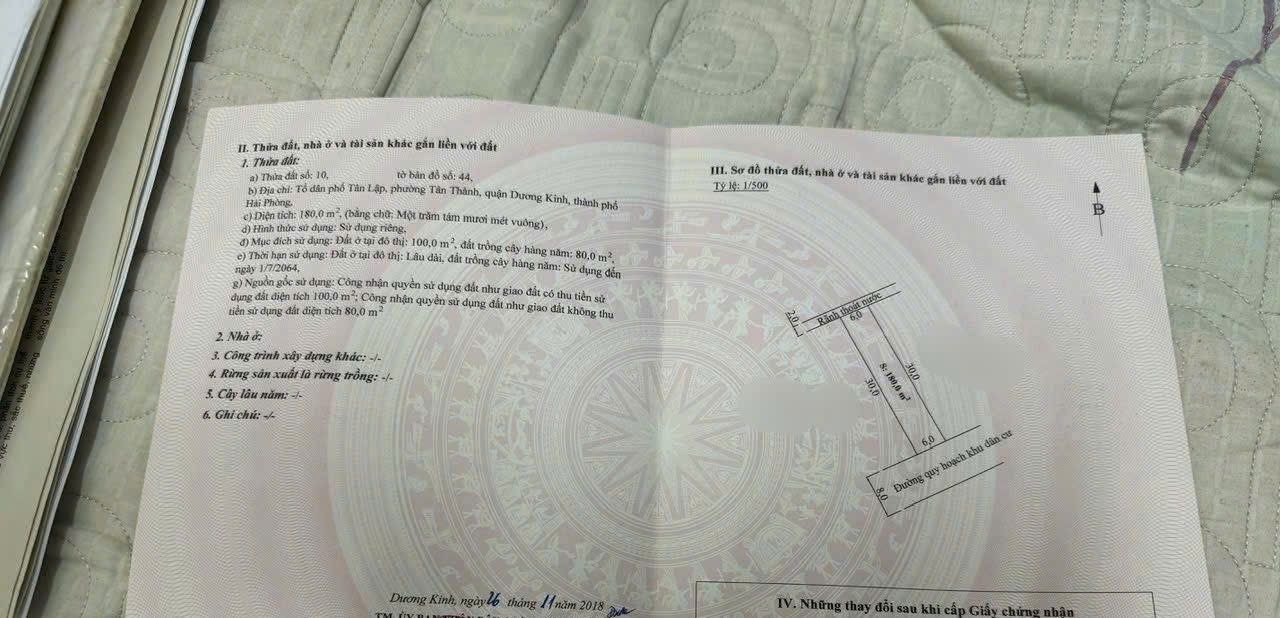 II. Thửa đất, nhà ở và tài sản khác gắn liền với đất
1. Thửa đất:
a) Thửa đất số: 10, tờ bản đồ số: 44,
b) Địa chỉ: Tổ dân phố Tân Lập, phường Tân Thành, quận Dương Kinh, thành phố
Hải Phòng,
c) Diện tích: 180,0 m², (bằng chữ: Một trăm tám mươi mét vuông),
d) Hình thức sử dụng: Sử dụng riêng,
đ) Mục đích sử dụng: Đất ở tại đô thị: 100,0 m², đất trồng cây hàng năm: 80,0 m²,
e) Thời hạn sử dụng: Đất ở tại đô thị: Lâu dài, đất trồng cây hàng năm: Sử dụng đến
ngày 1/7/2064,
g) Nguồn gốc sử dụng: Công nhận quyền sử dụng đất như giao đất có thu tiền sử
dụng đất diện tích 100,0 m²; Công nhận quyền sử dụng đất như giao đất không thu
tiền sử dụng đất diện tích 80,0 m²
2. Nhà ở:
3. Công trình xây dựng khác: -/-
4. Rừng sản xuất là rừng trồng: -/-
5. Cây lâu năm: -/-
6. Ghi chú: -/-
Dương Kinh, ngày 26 tháng 11 năm 2018
III. Sơ đồ thửa đất, nhà ở và tài sản khác gắn liền với đất
Tỷ lệ: 1/500
B
2,0
Rãnh thoát nước
6,0
30,0
S: 180,0 m²
30,0
6,0
Đường quy hoạch khu dân cư
8,0
IV. Những thay đổi sau khi cấp Giấy chứng nhận